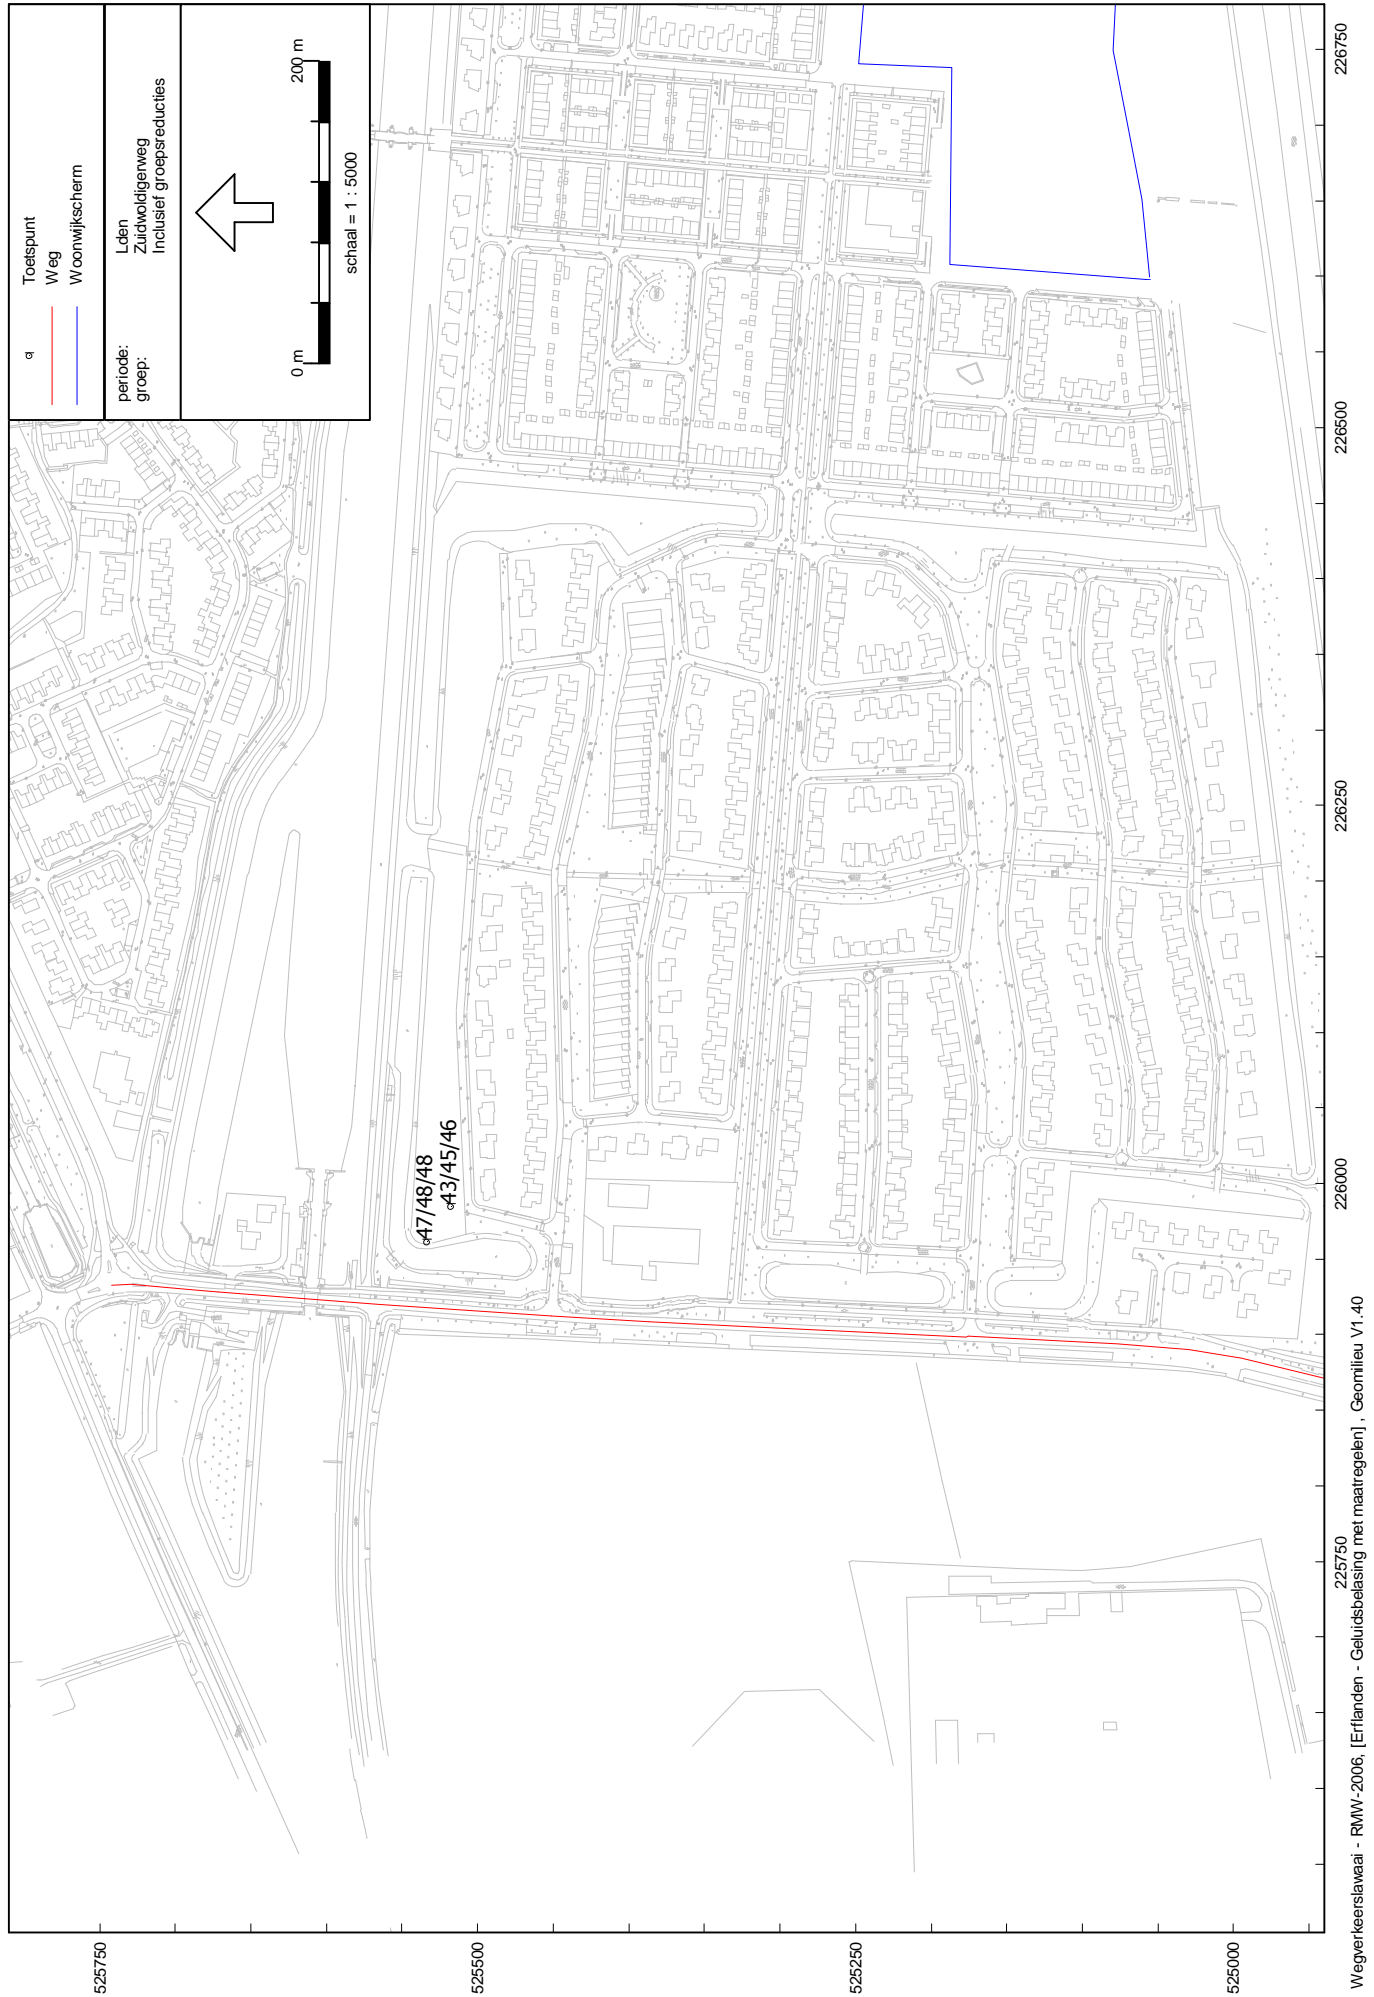 Toetspunt
Weg
Woonwijkscherm
periode: Lden
groep: Zuidwoldigerweg
Inclusief groepsreducties
0 m 200 m
schaal = 1 : 5000
47/48/48
43/45/46
525750
525500
525250
525000
225750
226000
226250
226500
226750
Wegverkeerslawaai - RMW-2006, [Erflanden - Geluidsbelasing met maatregelen] , Geomilieu V1.40